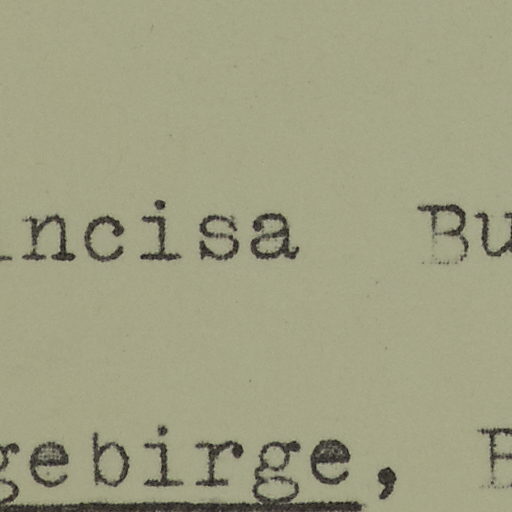 incisa Bu
gebirge, B